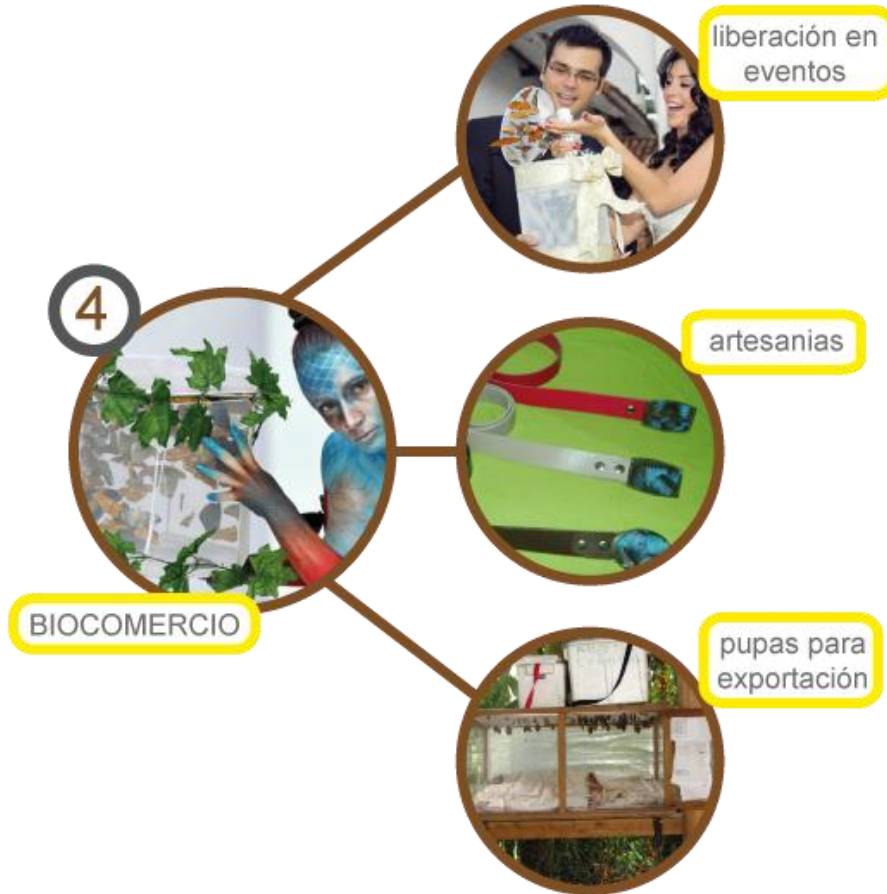 liberación en
eventos
4
artesanias
BIOCOMERCIO
pupas para
exportación